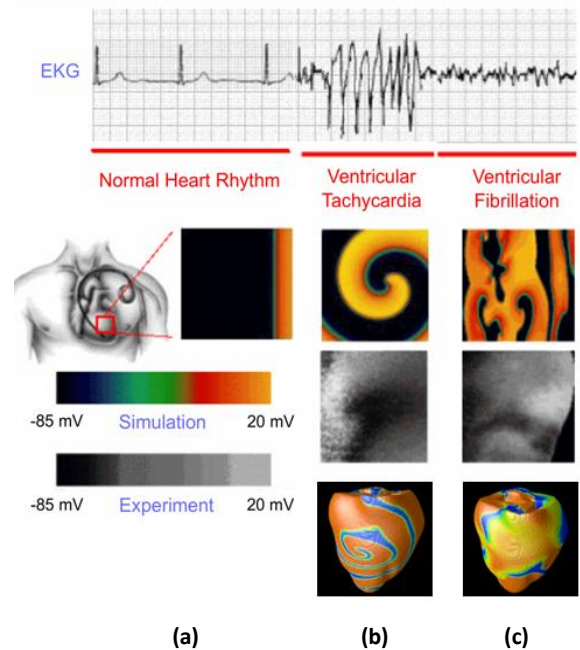 EKG
Normal Heart Rhythm
Ventricular
Tachycardia
Ventricular
Fibrillation
-85 mV
Simulation
20 mV
-85 mV
Experiment
20 mV
(a)
(b)
(c)